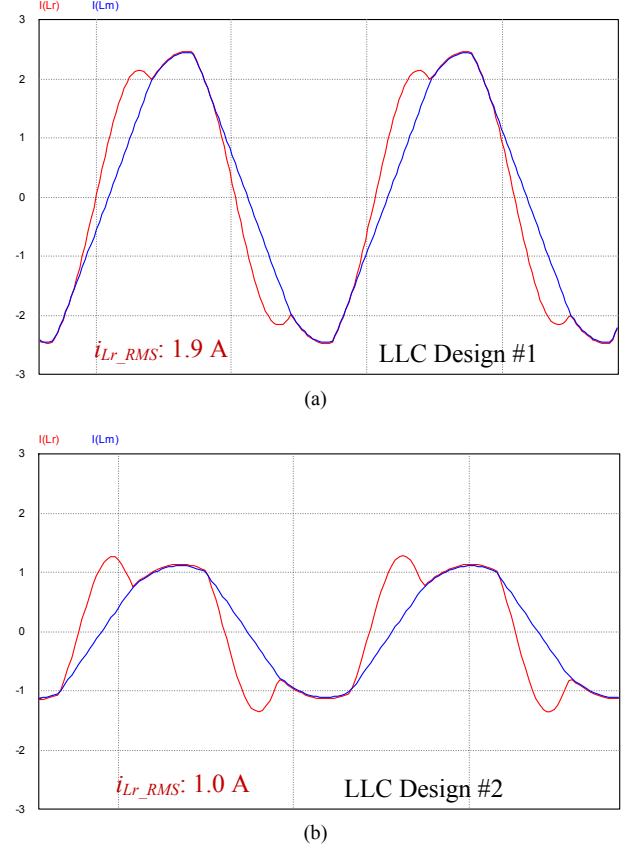 I(Lr) I(Lm)
3
2
1
0
-1
-2
-3
iLr_RMS: 1.9 A LLC Design #1
(a)
I(Lr) I(Lm)
3
2
1
0
-1
-2
-3
iLr_RMS: 1.0 A LLC Design #2
(b)